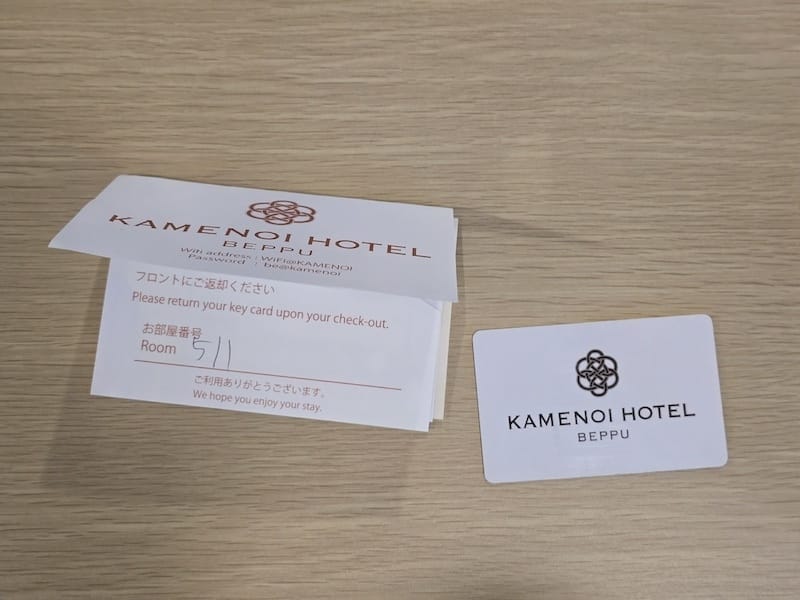 KAMENOI HOTEL
BEPPU
Wifi address : WiFi@KAMENOI
Password : be@kamenoi
フロントにご返却ください
Please return your key card upon your check-out.
お部屋番号
Room 511
ご利用ありがとうございます。
We hope you enjoy your stay.
KAMENOI HOTEL
BEPPU